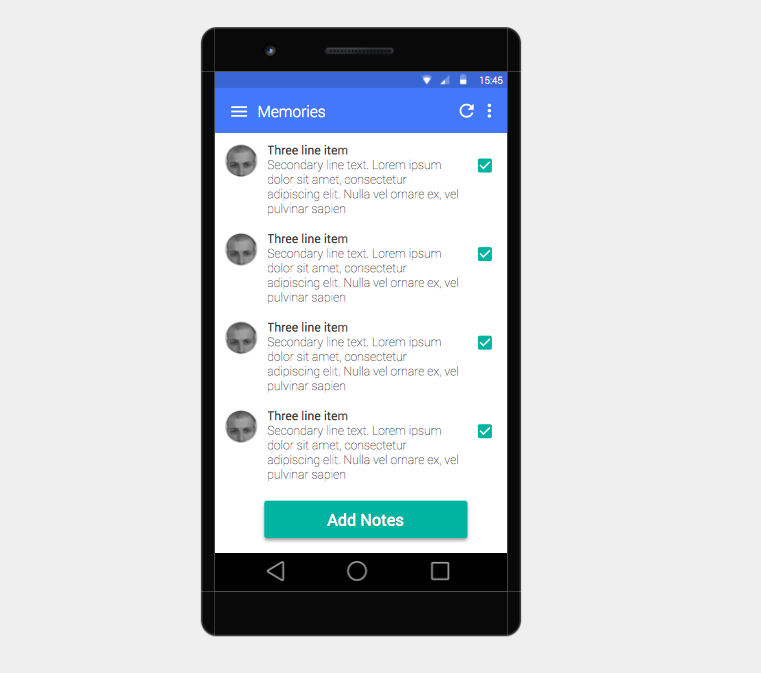 15:45
Memories
Three line item
Secondary line text. Lorem ipsum
dolor sit amet, consectetur
adipiscing elit. Nulla vel ornare ex, vel
pulvinar sapien
Three line item
Secondary line text. Lorem ipsum
dolor sit amet, consectetur
adipiscing elit. Nulla vel ornare ex, vel
pulvinar sapien
Three line item
Secondary line text. Lorem ipsum
dolor sit amet, consectetur
adipiscing elit. Nulla vel ornare ex, vel
pulvinar sapien
Three line item
Secondary line text. Lorem ipsum
dolor sit amet, consectetur
adipiscing elit. Nulla vel ornare ex, vel
pulvinar sapien
Add Notes